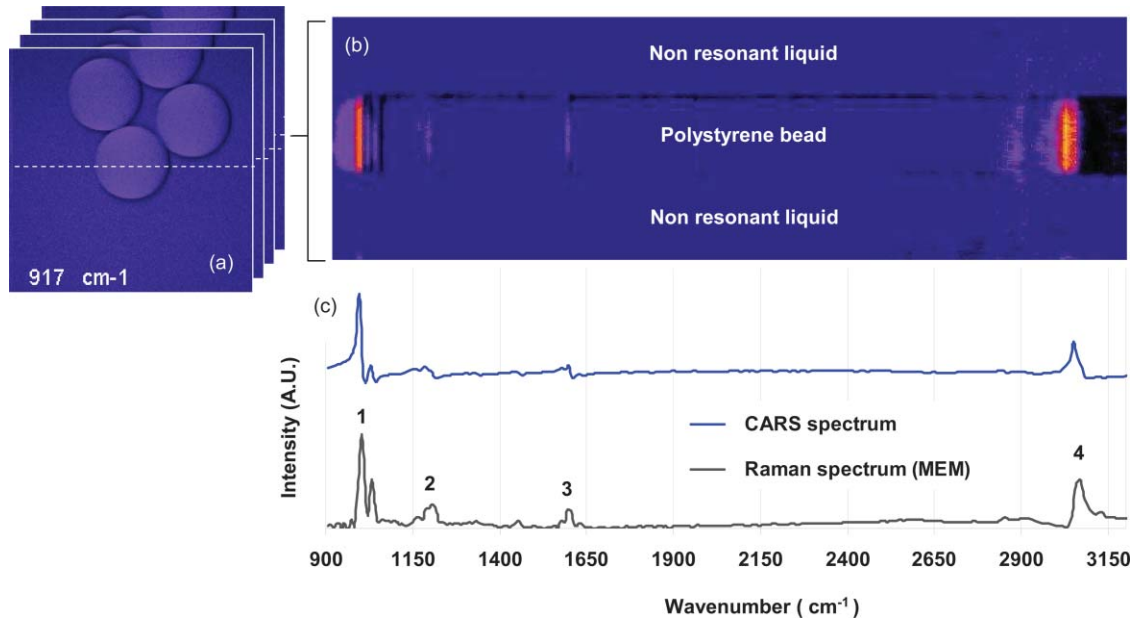 (a)
917 cm-1
(b)
Non resonant liquid
Polystyrene bead
Non resonant liquid
(c)
Intensity (A.U.)
1
2
3
4
CARS spectrum
Raman spectrum (MEM)
900 1150 1400 1650 1900 2150 2400 2650 2900 3150
Wavenumber ( cm⁻¹ )